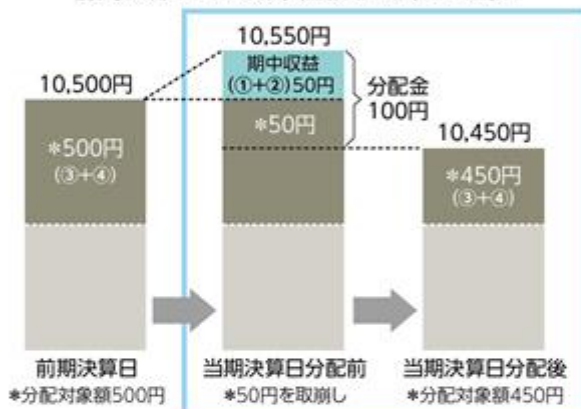 10,550円
期中収益
(①+②)50円
分配金
100円
10,500円
*50円
10,450円
*500円
(③+④)
*450円
(③+④)
前期決算日
当期決算日分配前
当期決算日分配後
*分配対象額500円
*50円を取崩し
*分配対象額450円